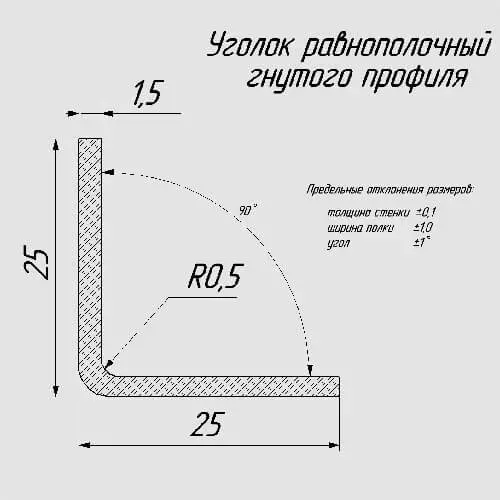 Уголок равнополочный
гнутого профиля
1,5
Предельные отклонения размеров:
толщина стенки ±0,1
ширина полки ±1,0
угол ±1°
90°
25
R0,5
25